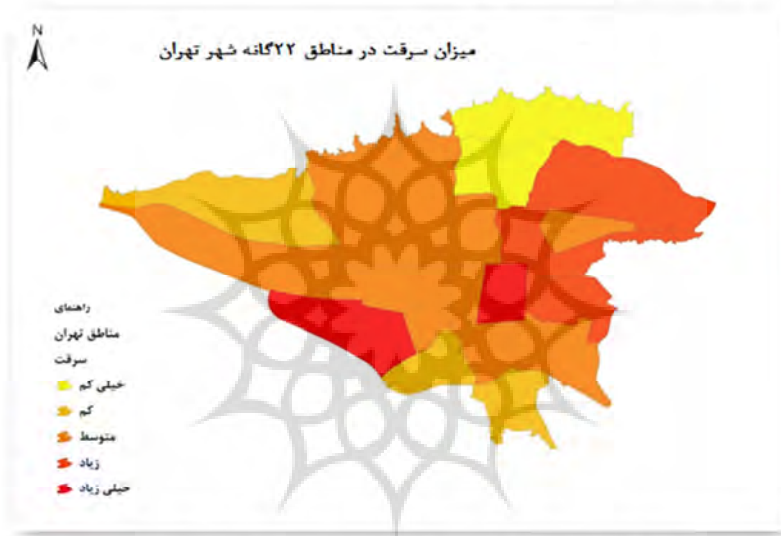 N
میزان سرقت در مناطق ۲۲گانه شهر تهران
راهنمای
مناطق تهران
سرقت
خیلی کم
کم
متوسط
زیاد
خیلی زیاد